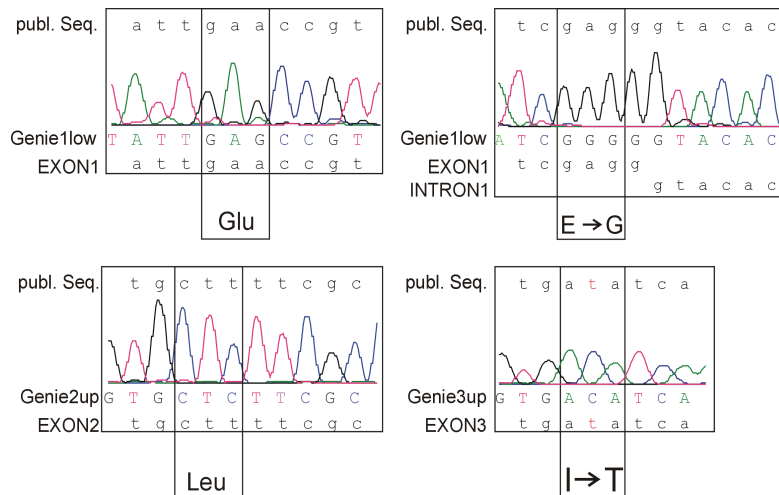 publ. Seq. a t t g a a c c g t
Genie1low T A T T G A G C C G T
EXON1 a t t g a a c c g t
Glu
publ. Seq. t c g a g g g t a c a c
Genie1low A T C G G G G G T A C A C
EXON1 t c g a g g
INTRON1 g t a c a c
E → G
publ. Seq. t g c t t t t c g c
Genie2up G T G C T C T T C G C
EXON2 t g c t t t t c g c
Leu
publ. Seq. t g a t a t c a
Genie3up G T G A C A T C A
EXON3 t g a t a t c a
I → T